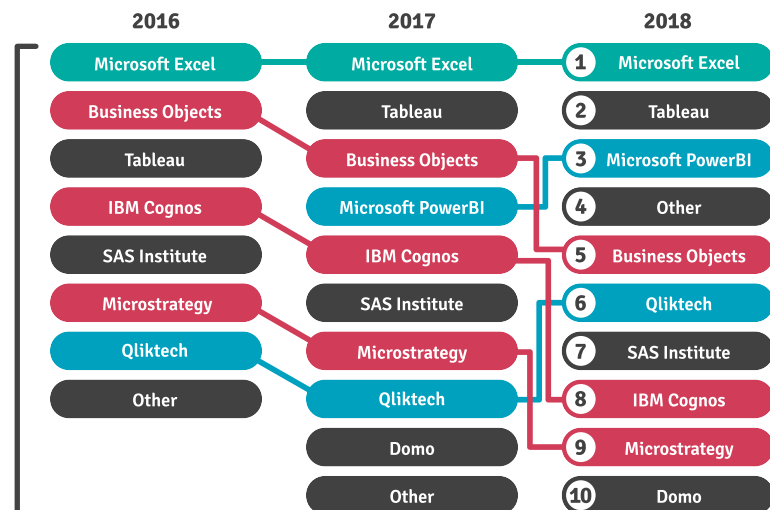 2016 2017 2018
Microsoft Excel Microsoft Excel 1 Microsoft Excel
Business Objects Tableau 2 Tableau
Tableau Business Objects 3 Microsoft PowerBI
IBM Cognos Microsoft PowerBI 4 Other
SAS Institute IBM Cognos 5 Business Objects
Microstrategy SAS Institute 6 Qliktech
Qliktech Microstrategy 7 SAS Institute
Other Qliktech 8 IBM Cognos
Domo 9 Microstrategy
Other 10 Domo